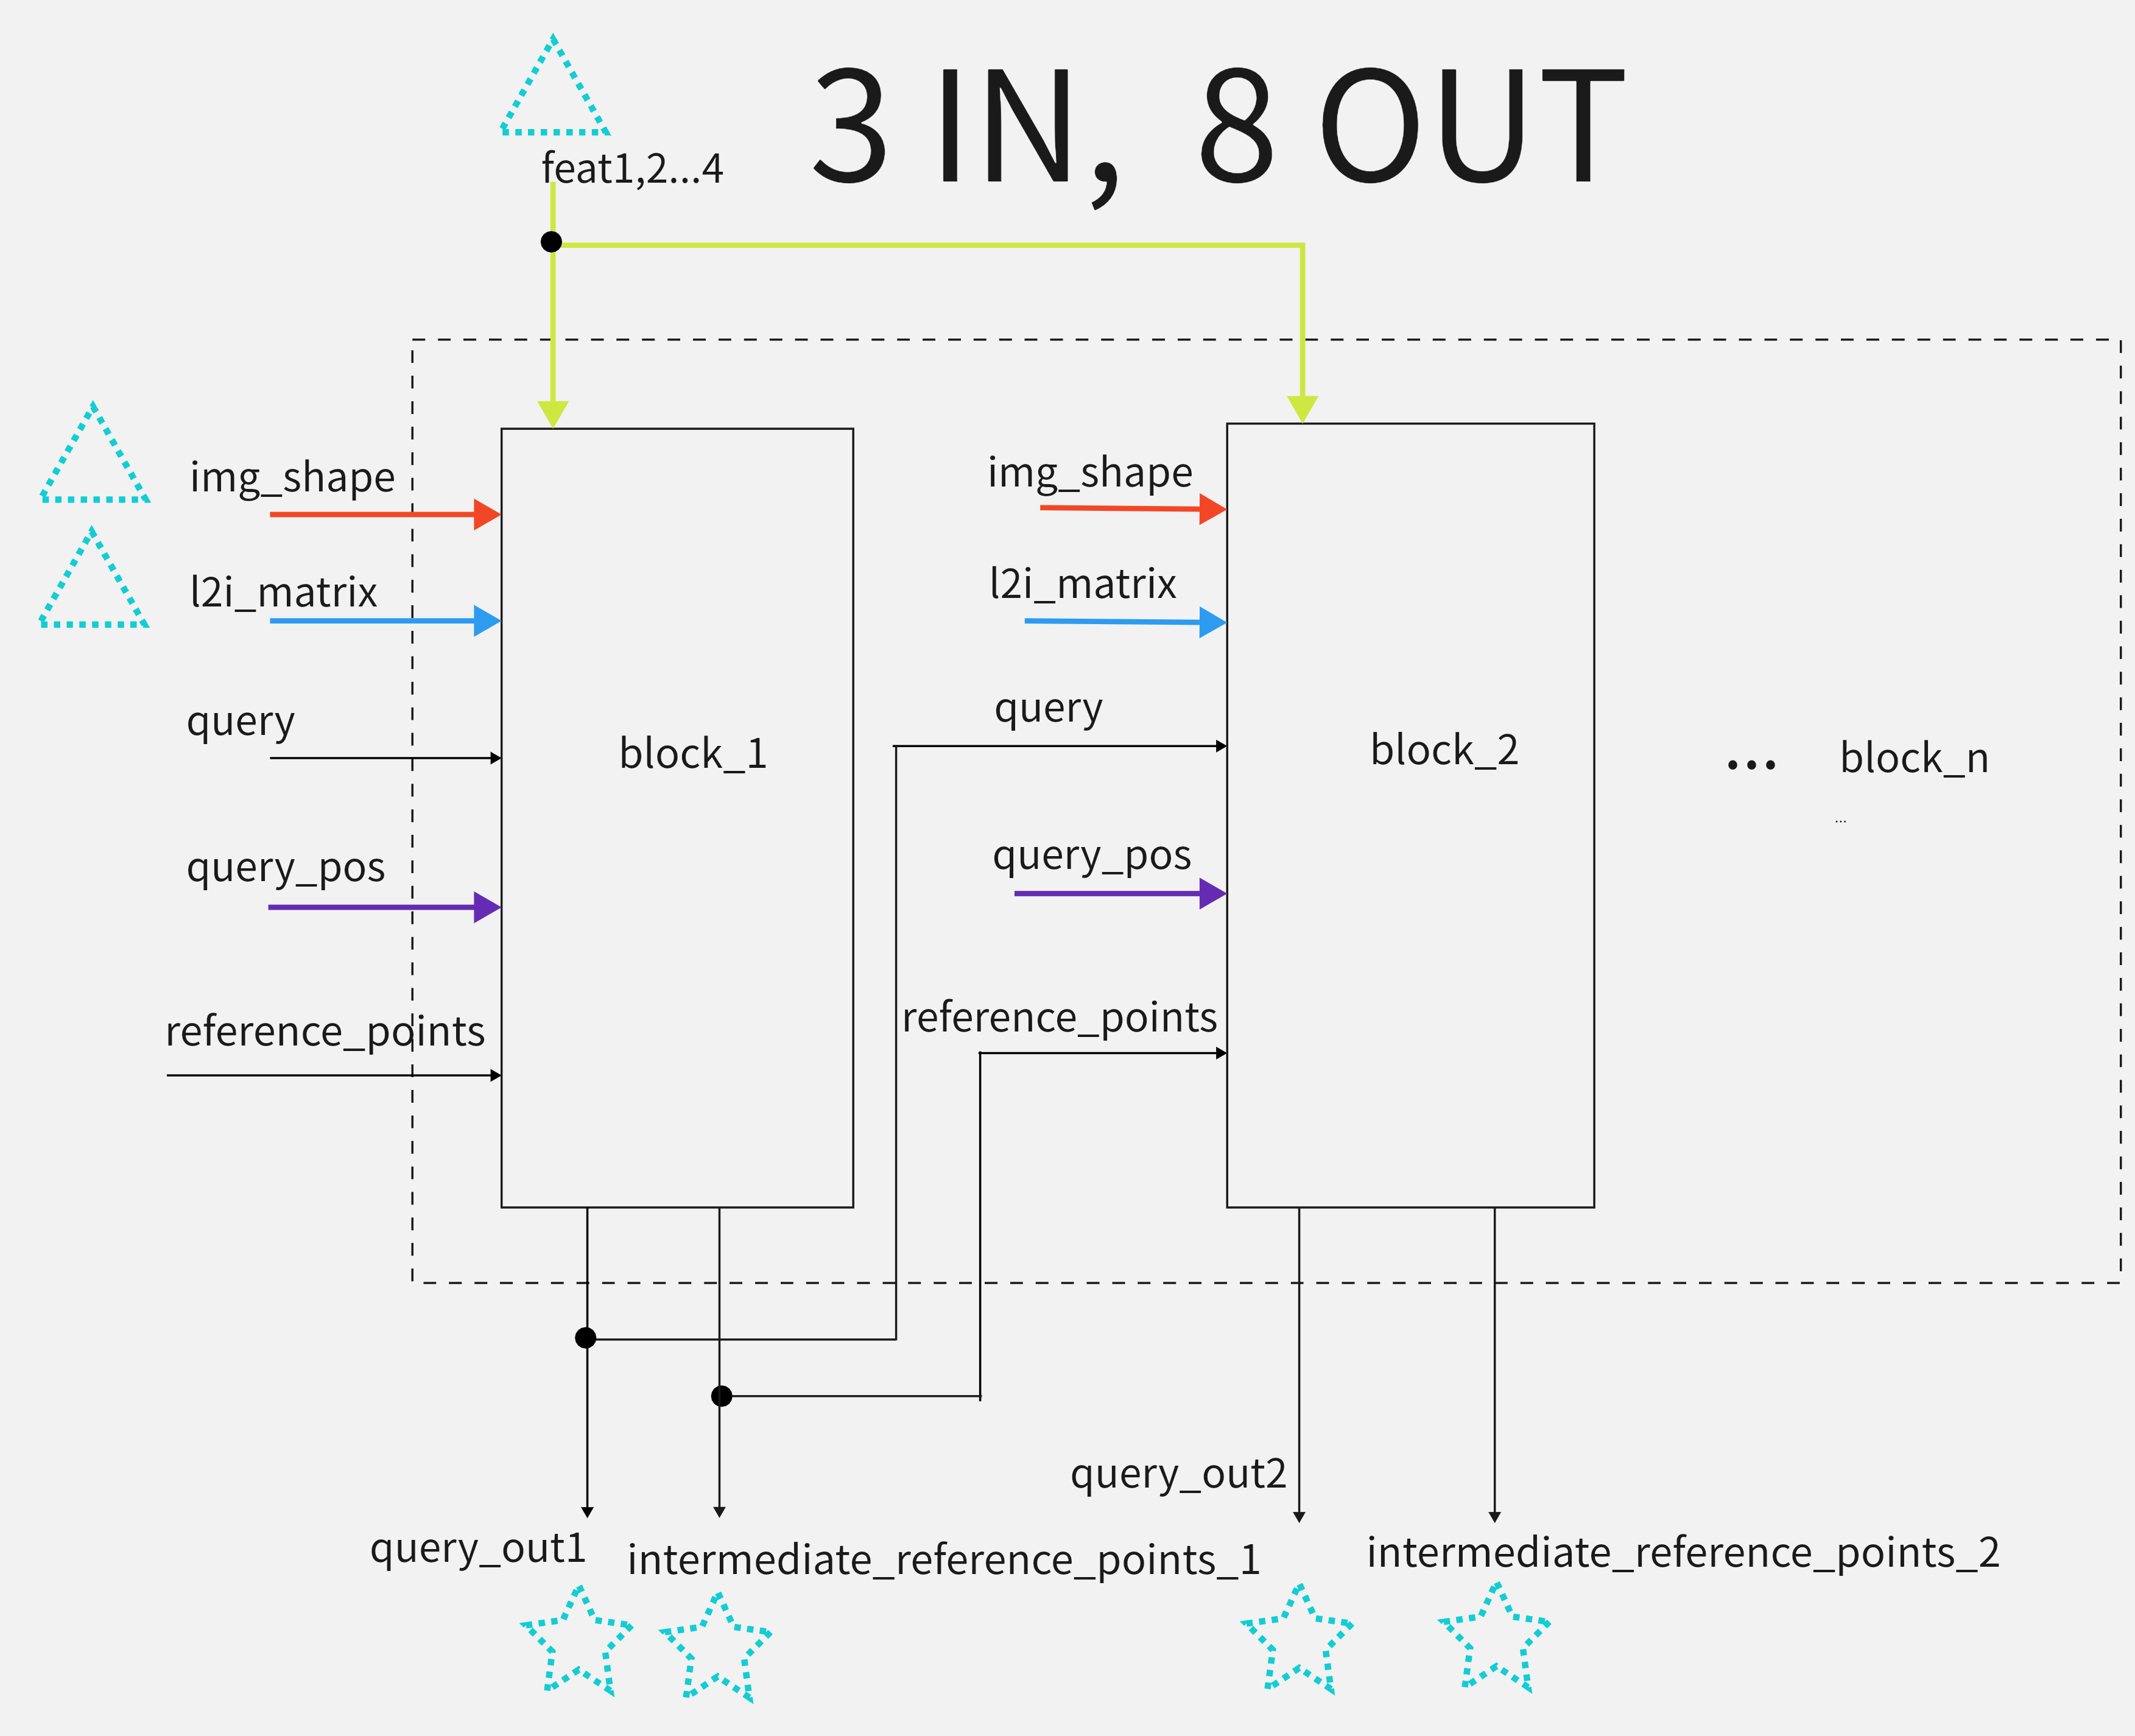 3 IN, 8 OUT
feat1,2...4
img_shape
l2i_matrix
query
query_pos
reference_points
block_1
img_shape
l2i_matrix
query
query_pos
reference_points
block_2
...
block_n
...
query_out1
intermediate_reference_points_1
query_out2
intermediate_reference_points_2